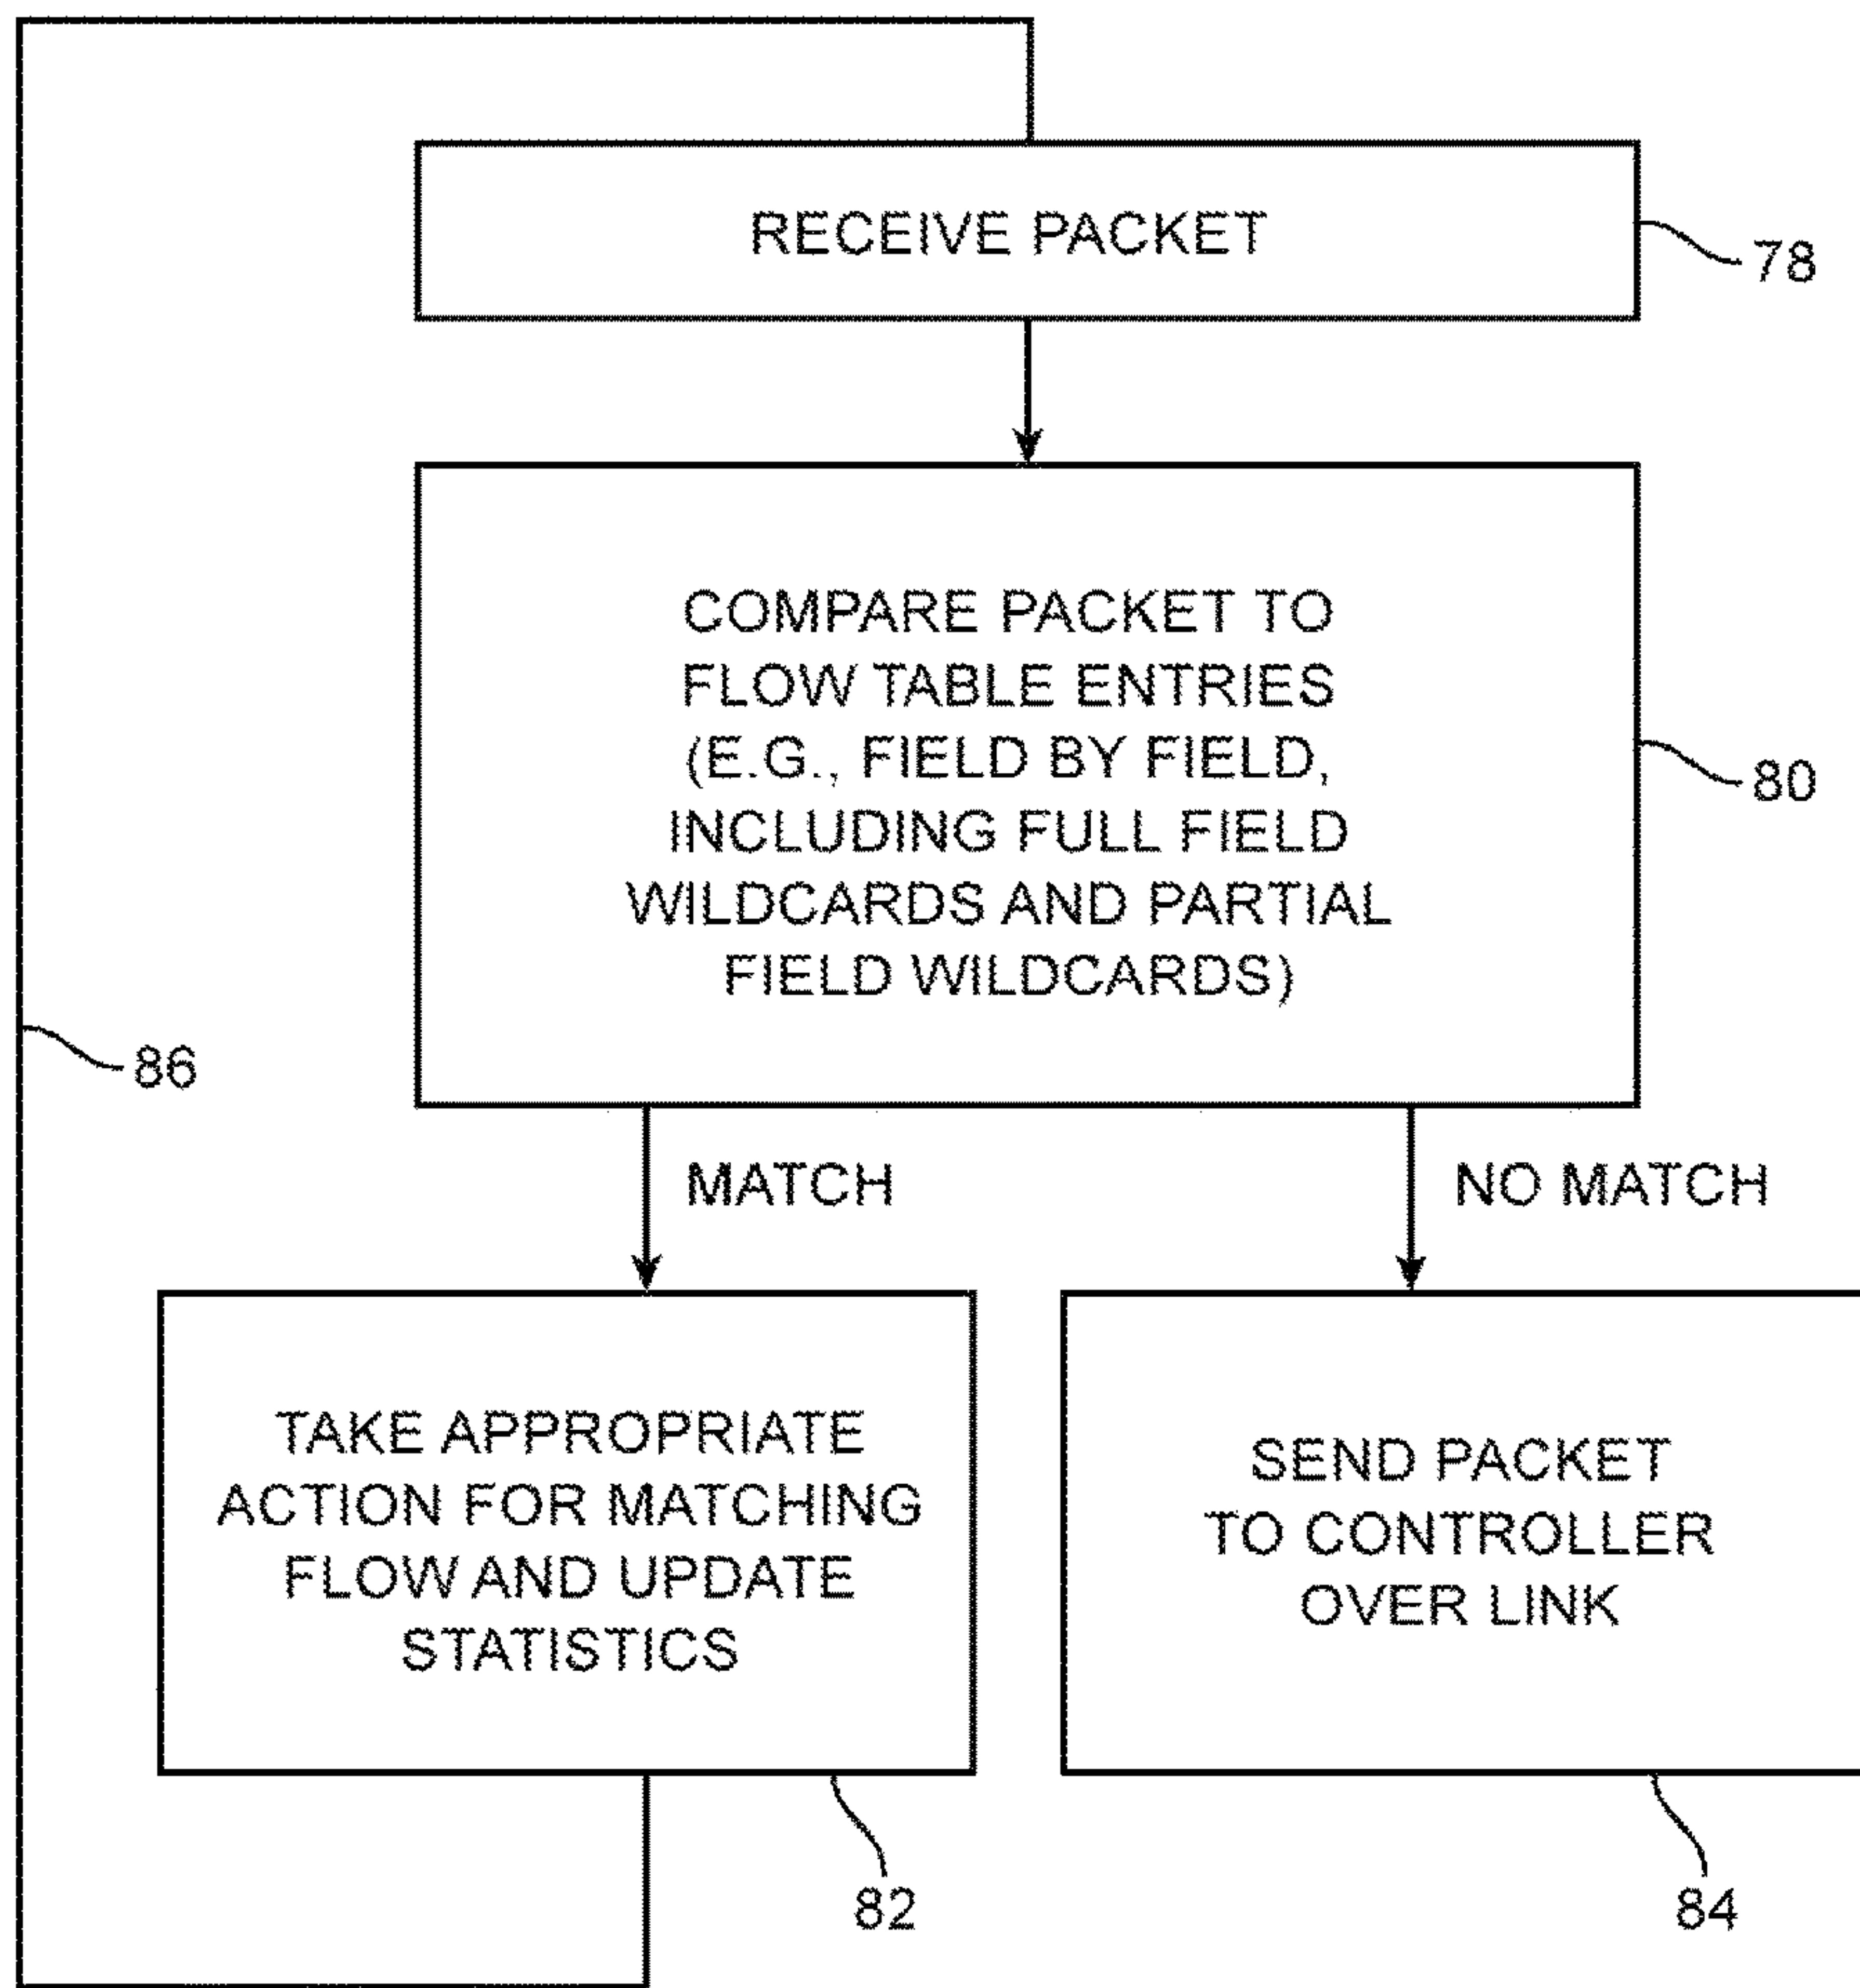 RECEIVE PACKET
78
COMPARE PACKET TO
FLOW TABLE ENTRIES
(E.G., FIELD BY FIELD,
INCLUDING FULL FIELD
WILDCARDS AND PARTIAL
FIELD WILDCARDS)
80
86
MATCH
NO MATCH
TAKE APPROPRIATE
ACTION FOR MATCHING
FLOW AND UPDATE
STATISTICS
82
SEND PACKET
TO CONTROLLER
OVER LINK
84